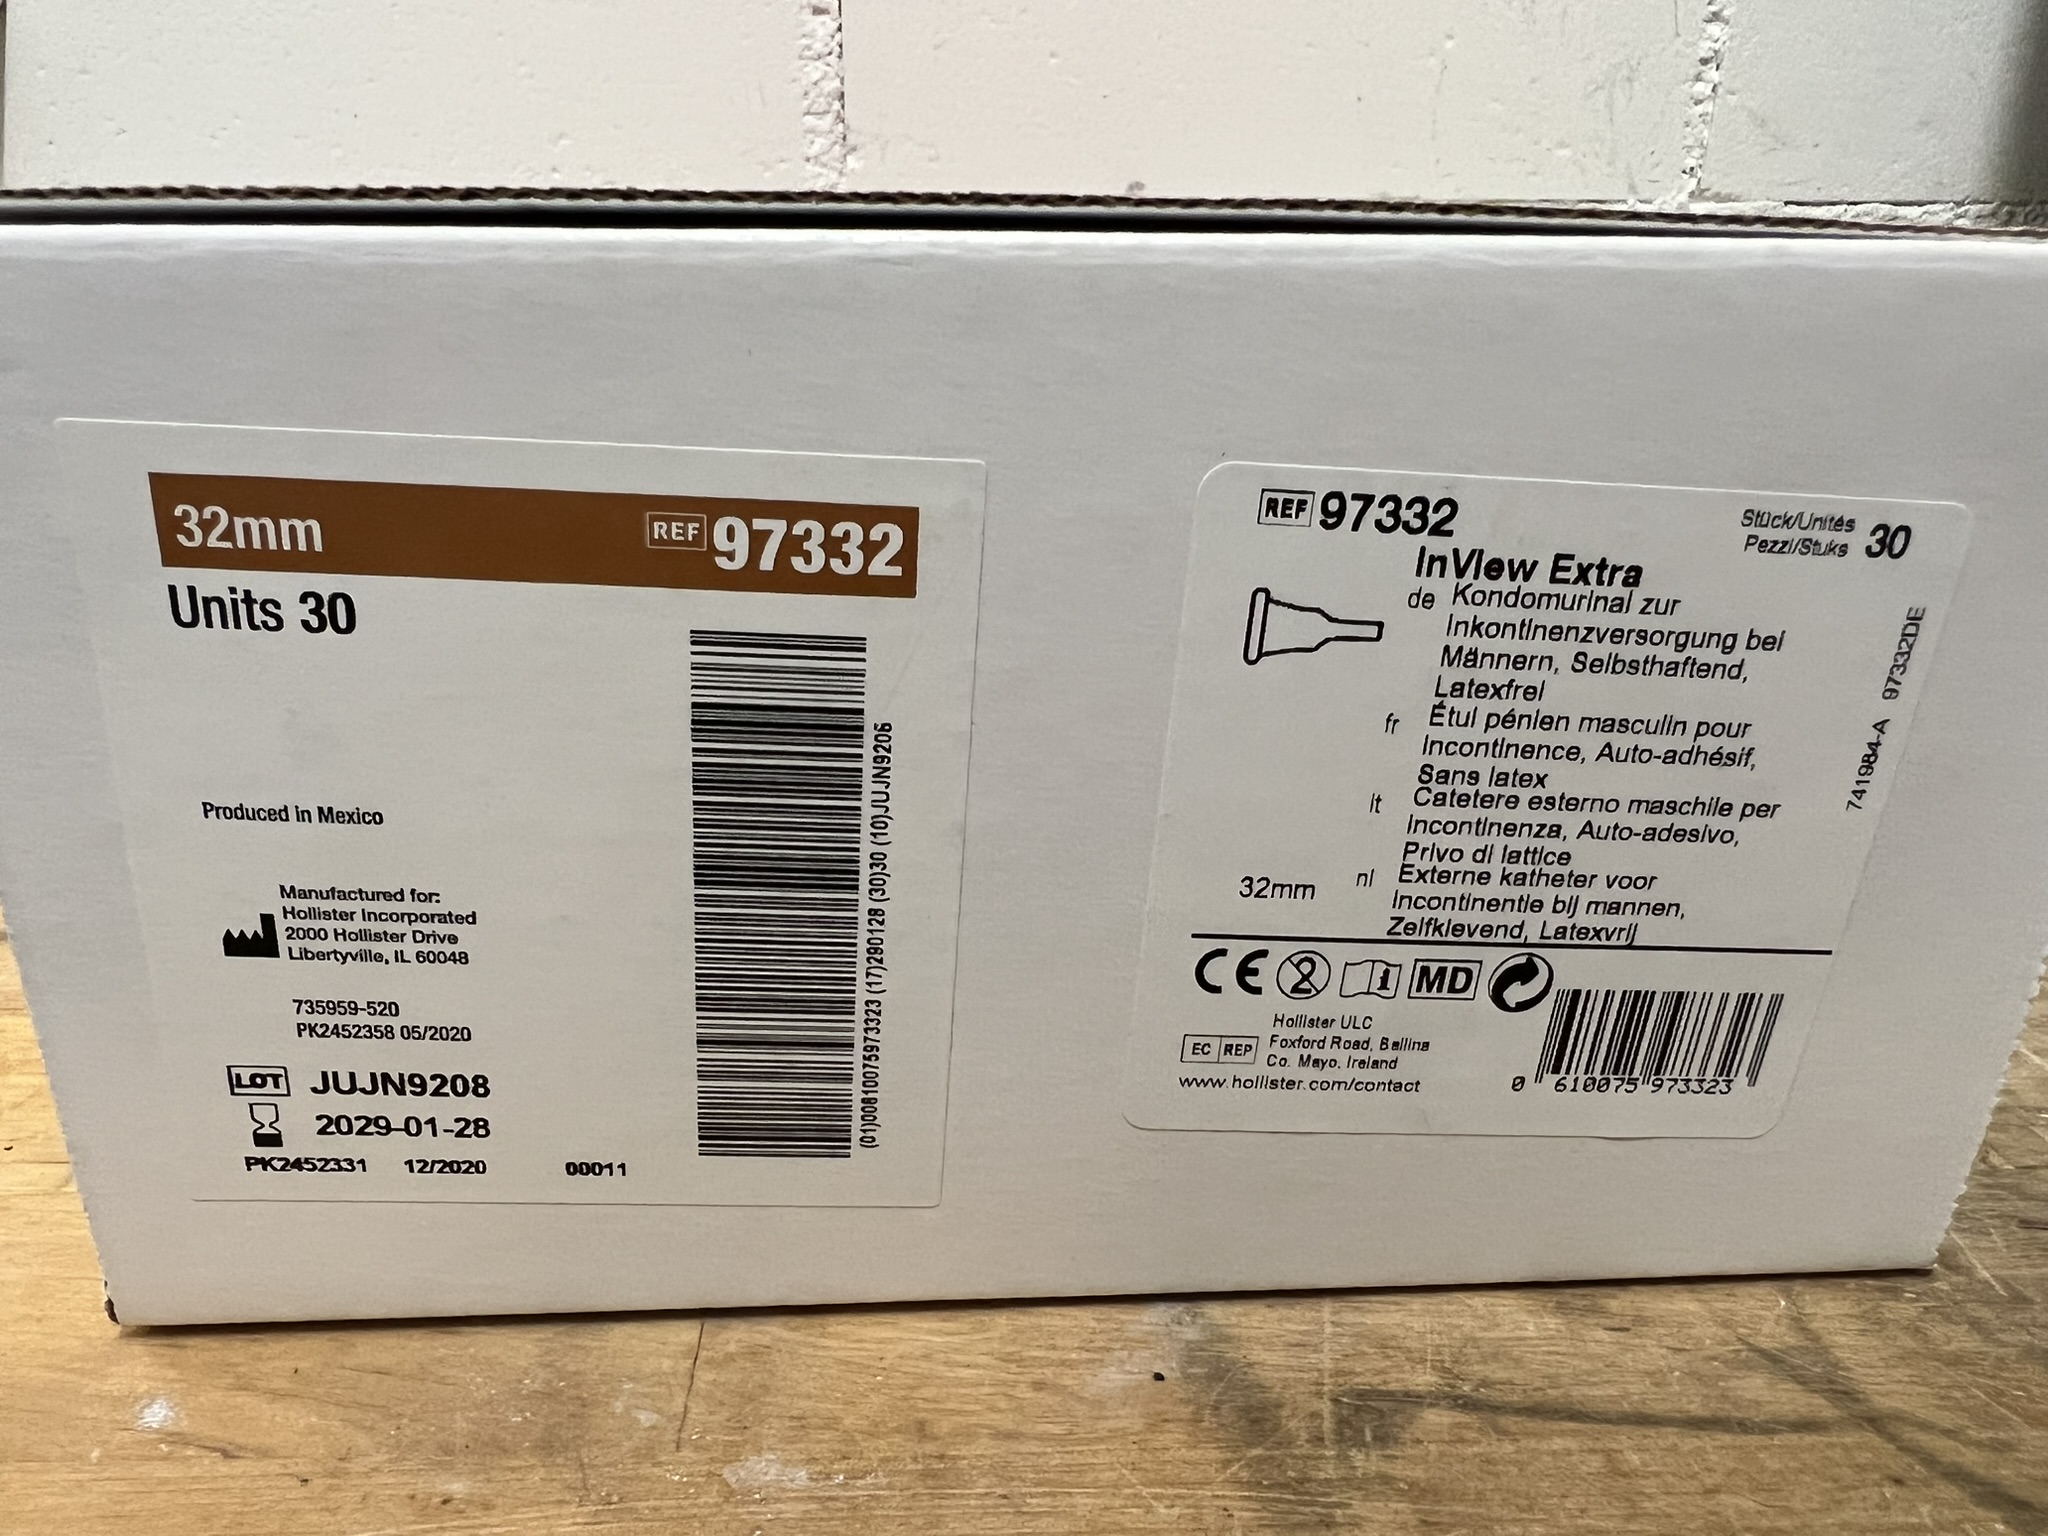 32mm REF 97332
Units 30
Produced in Mexico
Manufactured for:
Hollister Incorporated
2000 Hollister Drive
Libertyville, IL 60048
735959-520
PK2452358 05/2020
LOT JUJN9208
2029-01-28
PK2452331 12/2020 00011
(01)00610075973323 (17)290128 (30)30 (10)JUJN9206
REF 97332
Stück/Unités
Pezzi/Stuks 30
InView Extra
de Kondomurinal zur
Inkontinenzversorgung bei
Männern, Selbsthaftend,
Latexfrei
fr Étui pénien masculin pour
Incontinence, Auto-adhésif,
Sans latex
it Catetere esterno maschile per
Incontinenza, Auto-adesivo,
Privo di lattice
32mm nl Externe katheter voor
Incontinentie bij mannen,
Zelfklevend, Latexvrij
741984-A 97332DE
CE 2 i MD
Hollister ULC
EC REP Foxford Road, Ballina
Co. Mayo, Ireland
www.hollister.com/contact
0 610075 973323